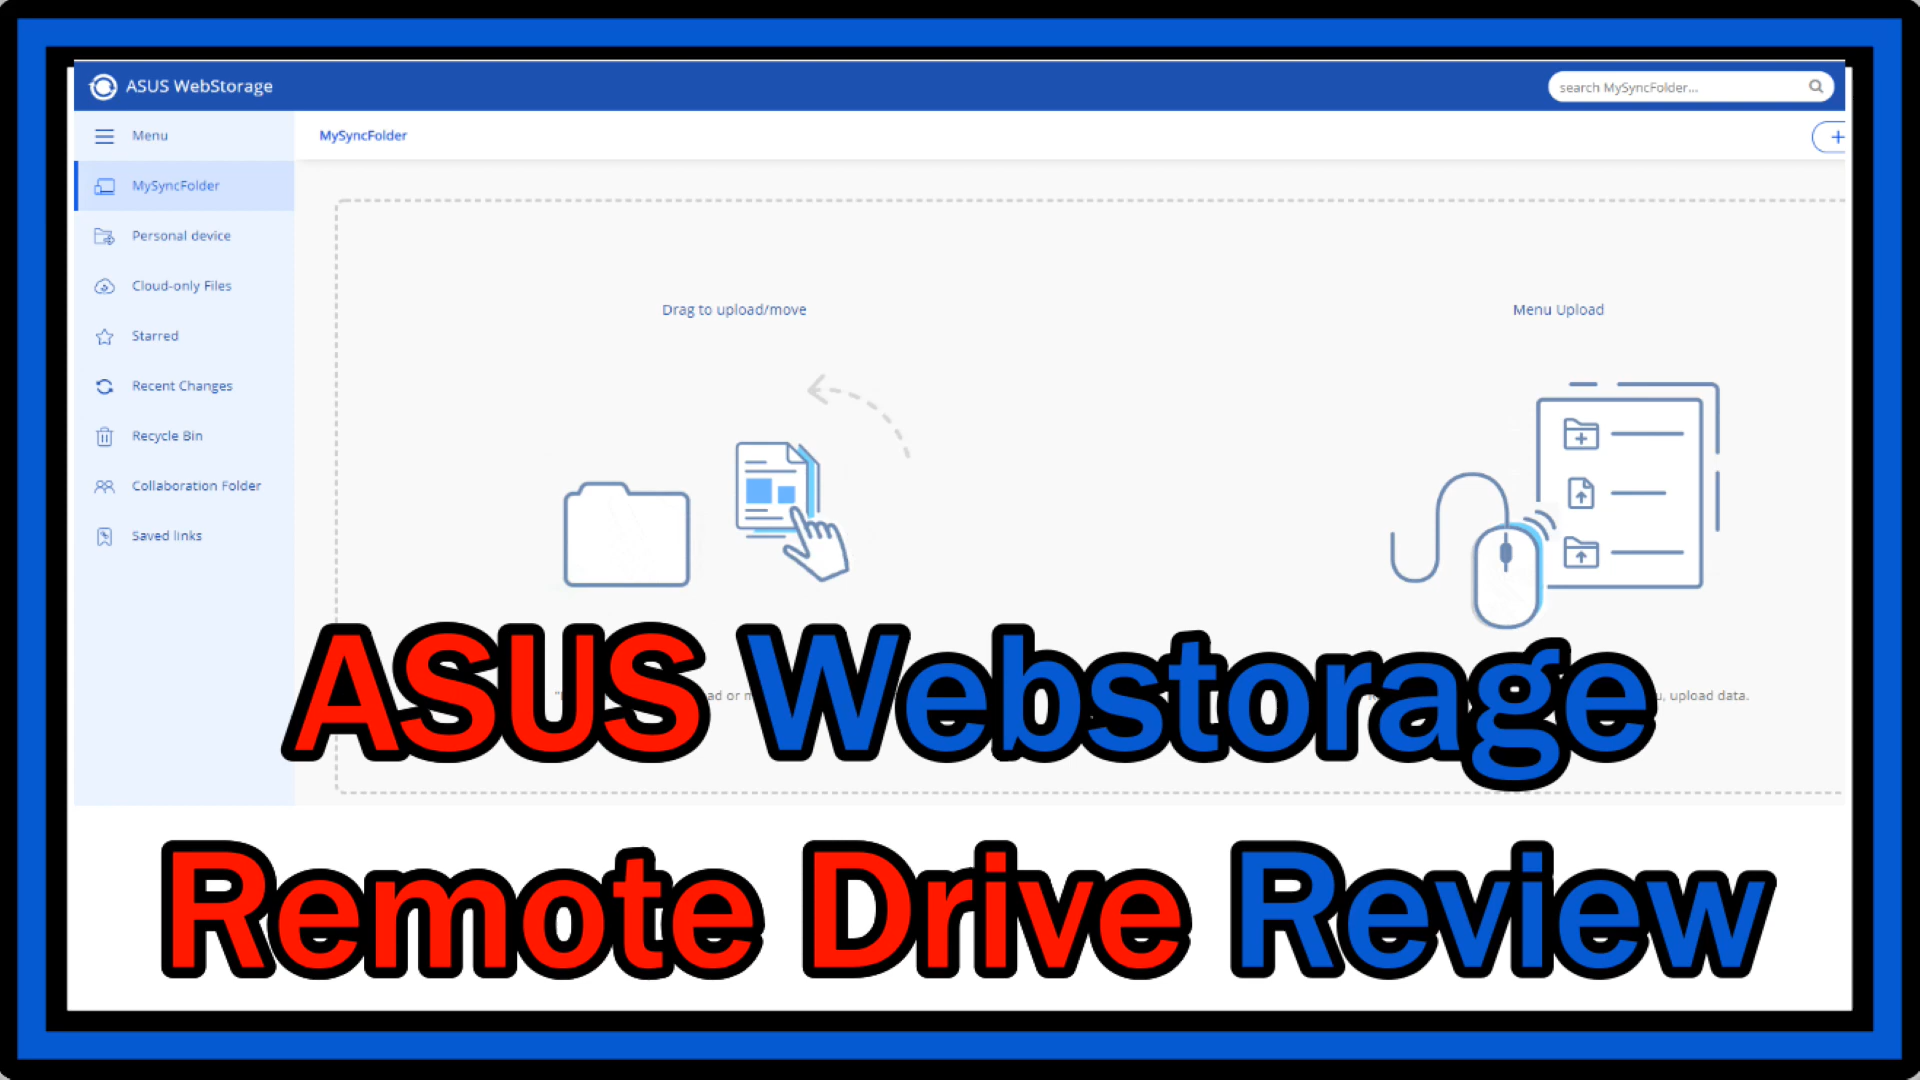 ASUS WebStorage
search MySyncFolder...
Menu
MySyncFolder
MySyncFolder
Personal device
Cloud-only Files
Starred
Recent Changes
Recycle Bin
Collaboration Folder
Saved links
Drag to upload/move
Menu Upload
or
upload data.
ASUS Webstorage
Remote Drive Review